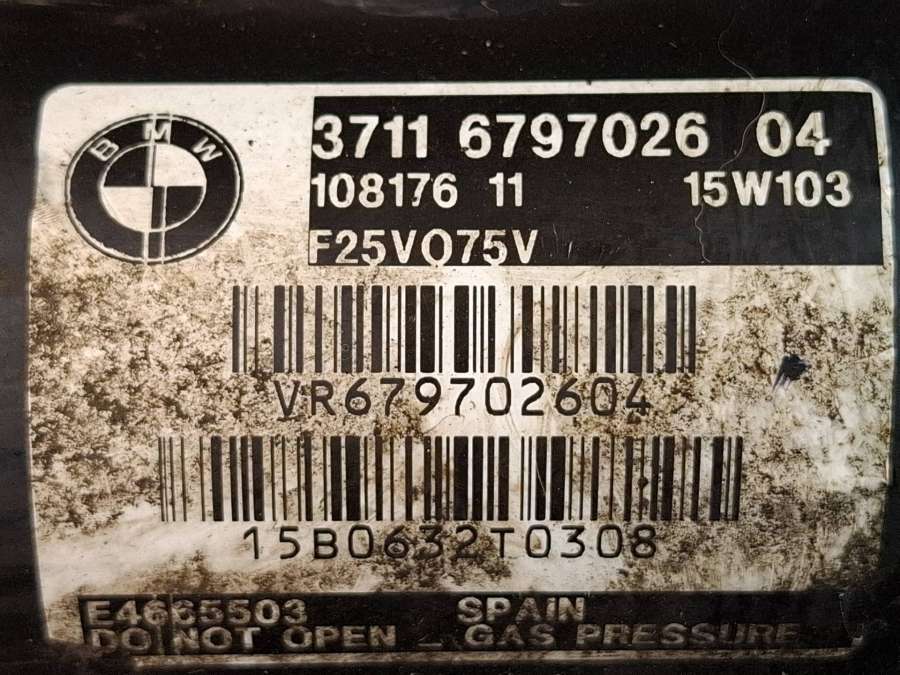 BMW
3711 6797026 04
108176 11 15W103
F25VO75V
VR679702604
15B0632T0308
E4665503 SPAIN
DO NOT OPEN GAS PRESSURE